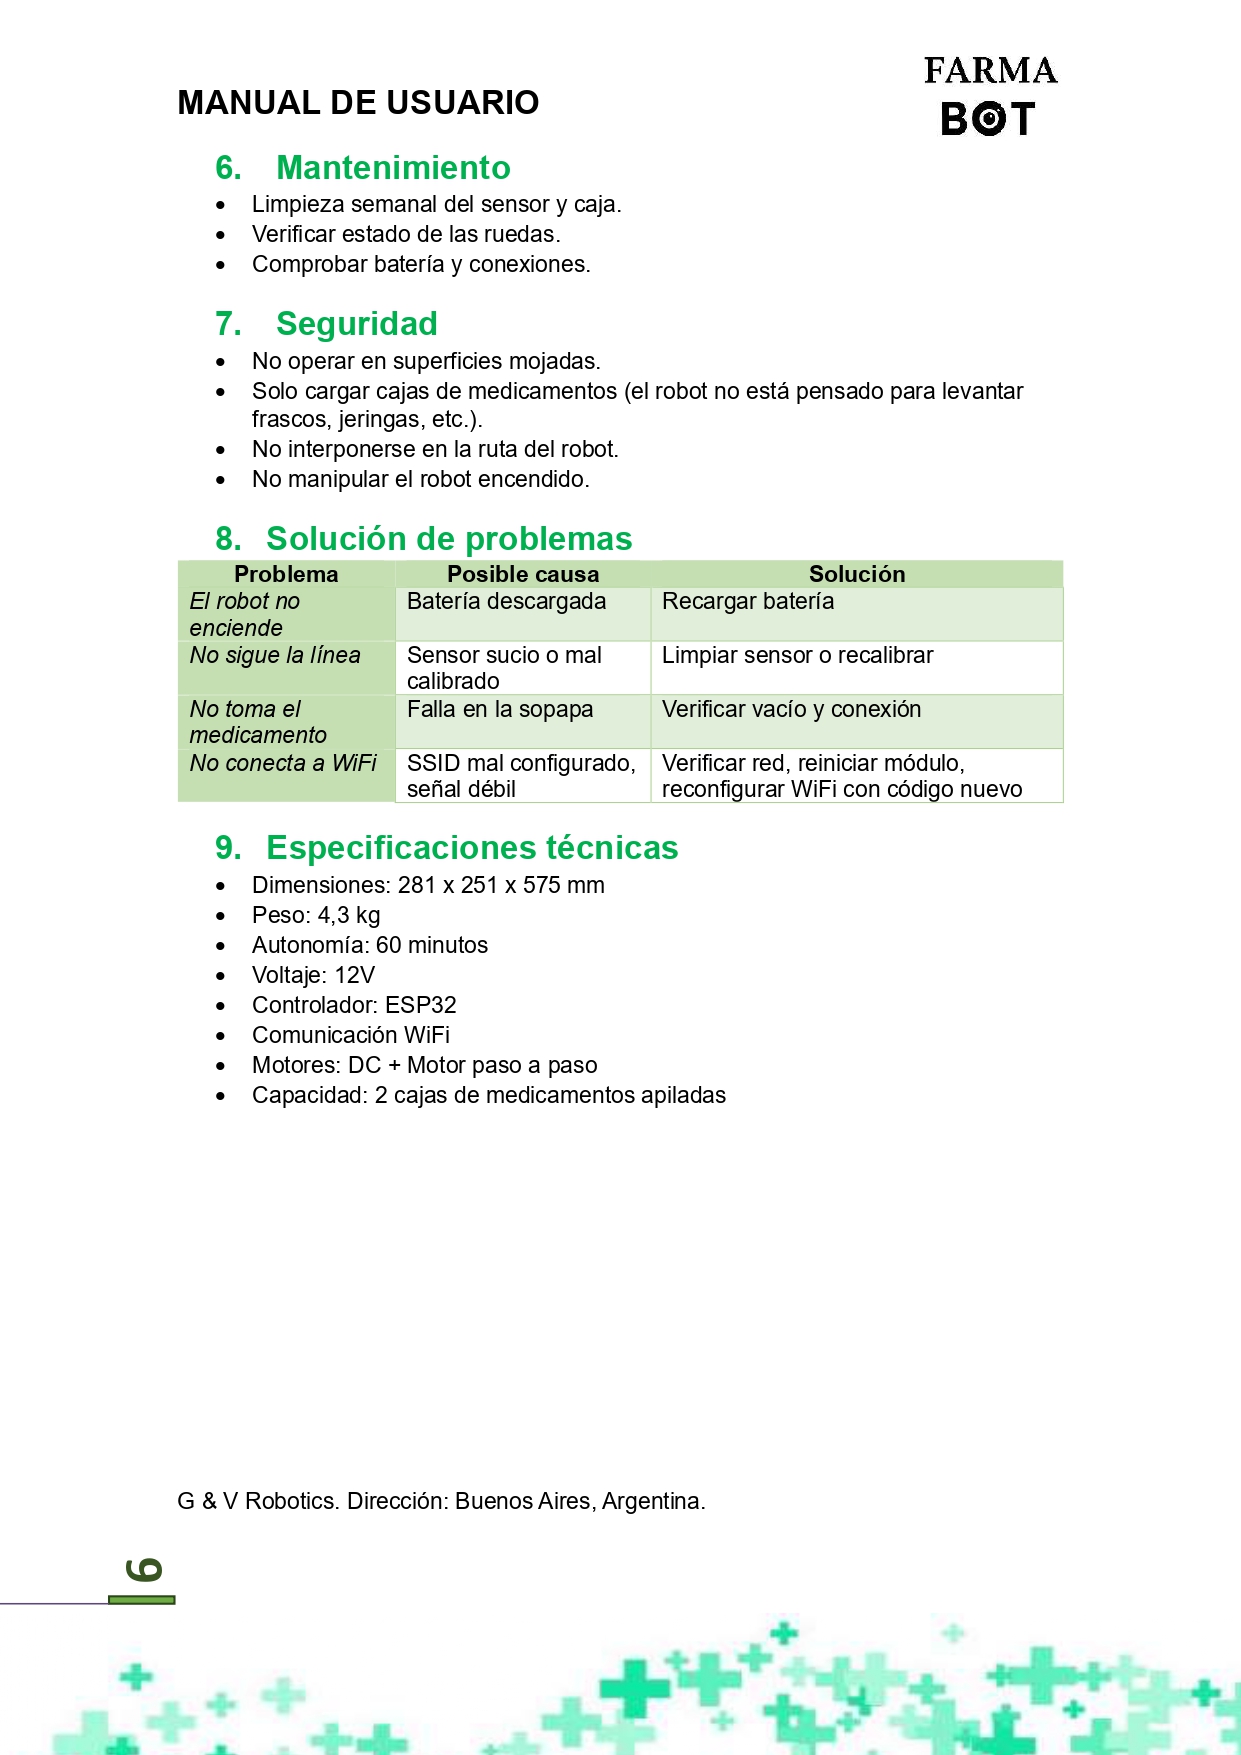 FARMA
BOT
MANUAL DE USUARIO
6. Mantenimiento
• Limpieza semanal del sensor y caja.
• Verificar estado de las ruedas.
• Comprobar batería y conexiones.
7. Seguridad
• No operar en superficies mojadas.
• Solo cargar cajas de medicamentos (el robot no está pensado para levantar
frascos, jeringas, etc.).
• No interponerse en la ruta del robot.
• No manipular el robot encendido.
8. Solución de problemas
Problema Posible causa Solución
El robot no
enciende
Batería descargada
Recargar batería
No sigue la línea
Sensor sucio o mal
calibrado
Limpiar sensor o recalibrar
No toma el
medicamento
Falla en la sopapa
Verificar vacío y conexión
No conecta a WiFi
SSID mal configurado,
señal débil
Verificar red, reiniciar módulo,
reconfigurar WiFi con código nuevo
9. Especificaciones técnicas
• Dimensiones: 281 x 251 x 575 mm
• Peso: 4,3 kg
• Autonomía: 60 minutos
• Voltaje: 12V
• Controlador: ESP32
• Comunicación WiFi
• Motores: DC + Motor paso a paso
• Capacidad: 2 cajas de medicamentos apiladas
G & V Robotics. Dirección: Buenos Aires, Argentina.
6